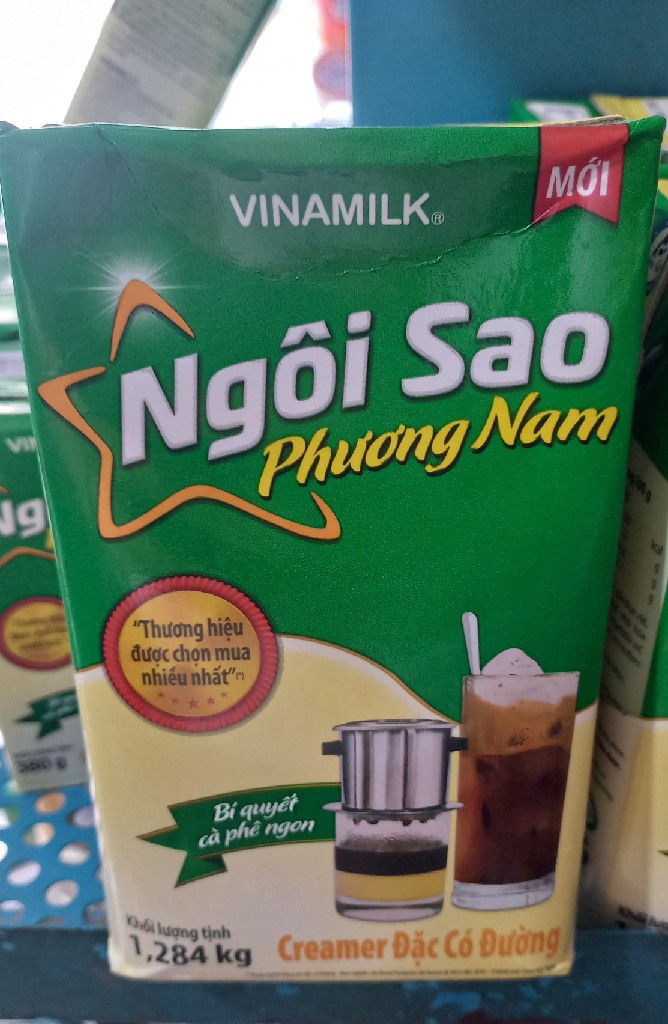 VINAMILK®
MỚI
Ngôi Sao
Phương Nam
"Thương hiệu
được chọn mua
nhiều nhất"(*)
Bí quyết
cà phê ngon
Khối lượng tịnh
1,284 kg
Creamer Đặc Có Đường
380 g